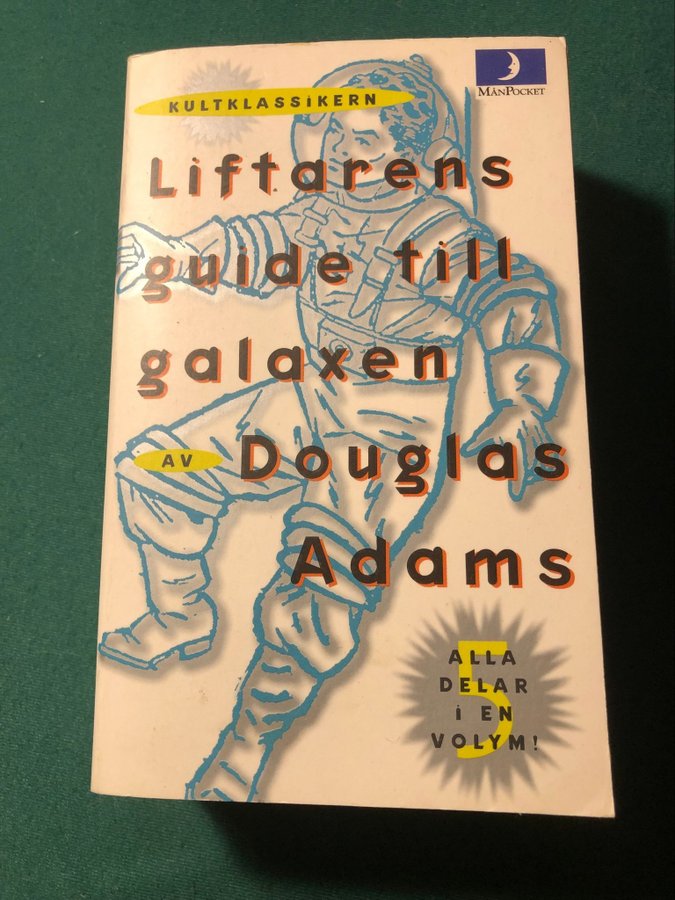 KULTKLASSiKERN
MÅNPOCKET
Liftarens
guide till
galaxen
AV Douglas
Adams
5
ALLA
DELAR
i EN
VOLYM!